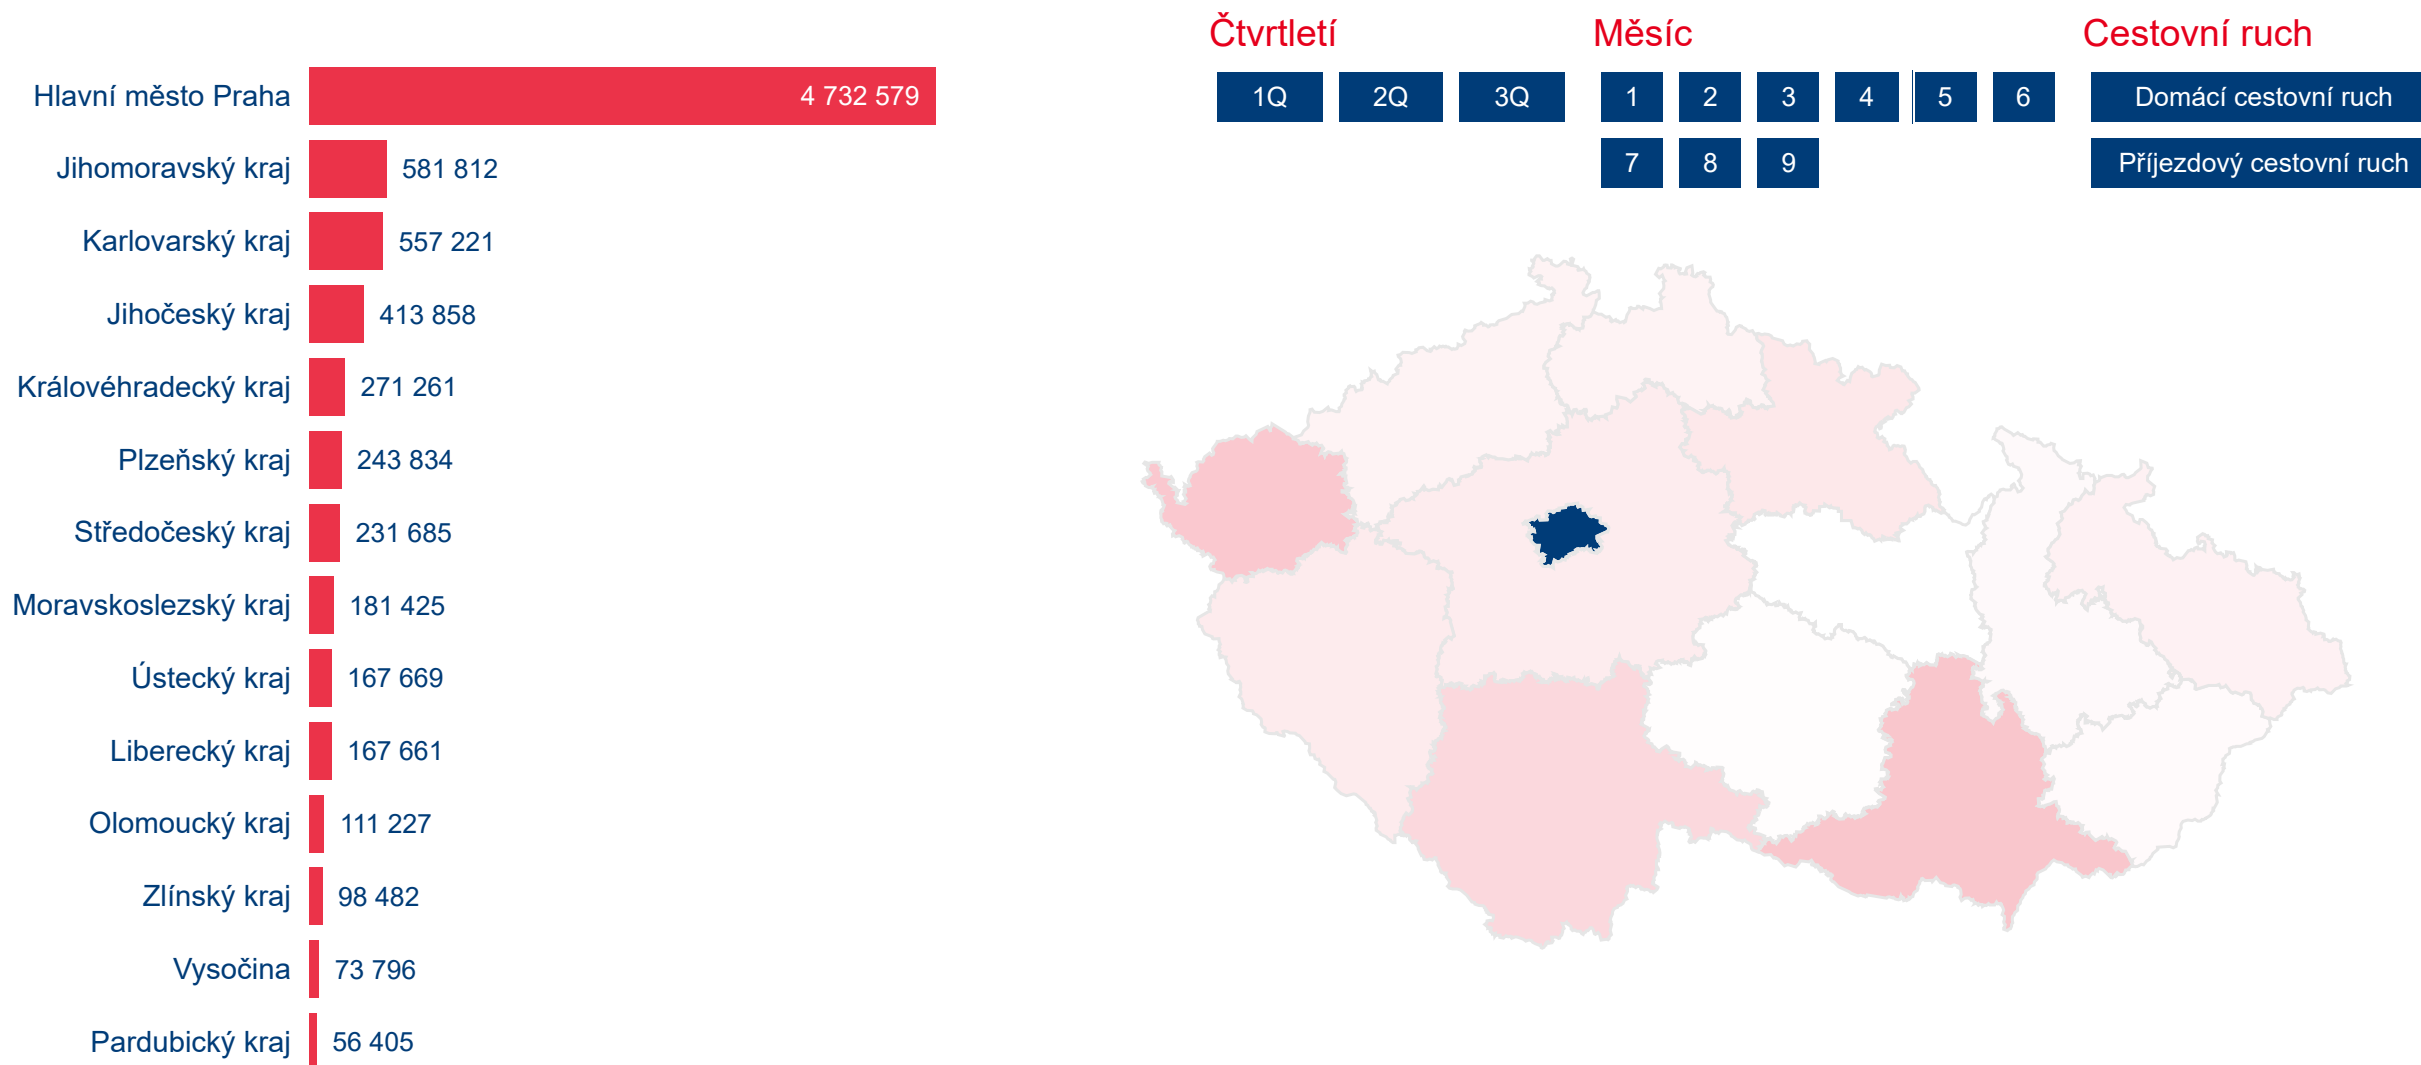 Hlavní město Praha 4 732 579
Jihomoravský kraj 581 812
Karlovarský kraj 557 221
Jihočeský kraj 413 858
Královéhradecký kraj 271 261
Plzeňský kraj 243 834
Středočeský kraj 231 685
Moravskoslezský kraj 181 425
Ústecký kraj 167 669
Liberecký kraj 167 661
Olomoucký kraj 111 227
Zlínský kraj 98 482
Vysočina 73 796
Pardubický kraj 56 405
Čtvrtletí
1Q 2Q 3Q
Měsíc
1 2 3 4 5 6
7 8 9
Cestovní ruch
Domácí cestovní ruch
Příjezdový cestovní ruch